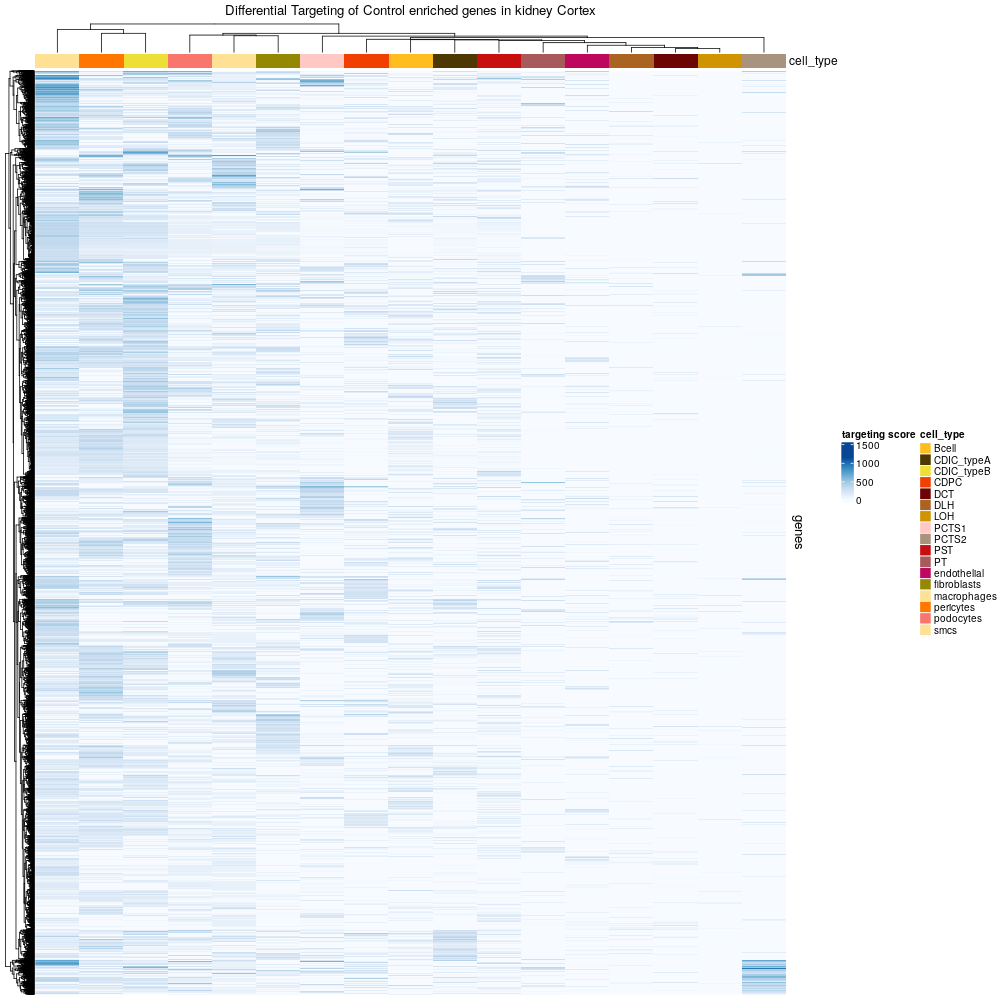 Differential Targeting of Control enriched genes in kidney Cortex
cell_type
targeting score
1500
1000
500
0
cell_type
Bcell
CDIC_typeA
CDIC_typeB
CDPC
DCT
DLH
LOH
PCTS1
PCTS2
PST
PT
endothelial
fibroblasts
macrophages
pericytes
podocytes
smcs
genes